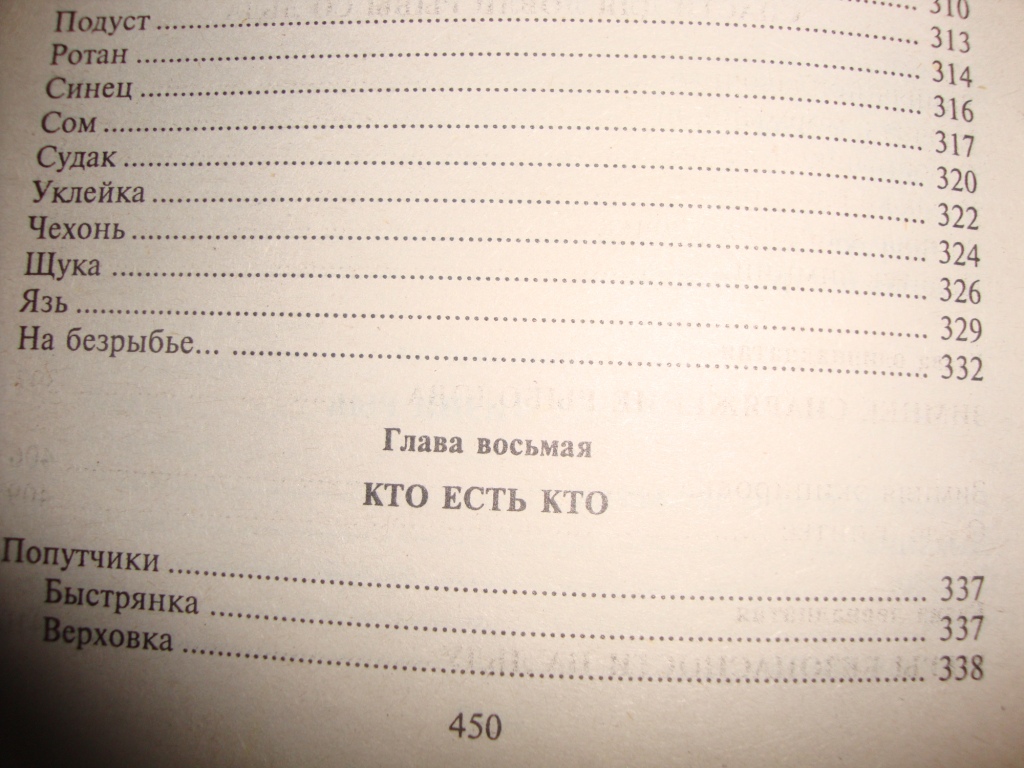 310
Подуст 313
Ротан 314
Синец 316
Сом 317
Судак 320
Уклейка 322
Чехонь 324
Щука 326
Язь 329
На безрыбье... 332
Глава восьмая
КТО ЕСТЬ КТО
Попутчики 337
Быстрянка 337
Верховка 338
450